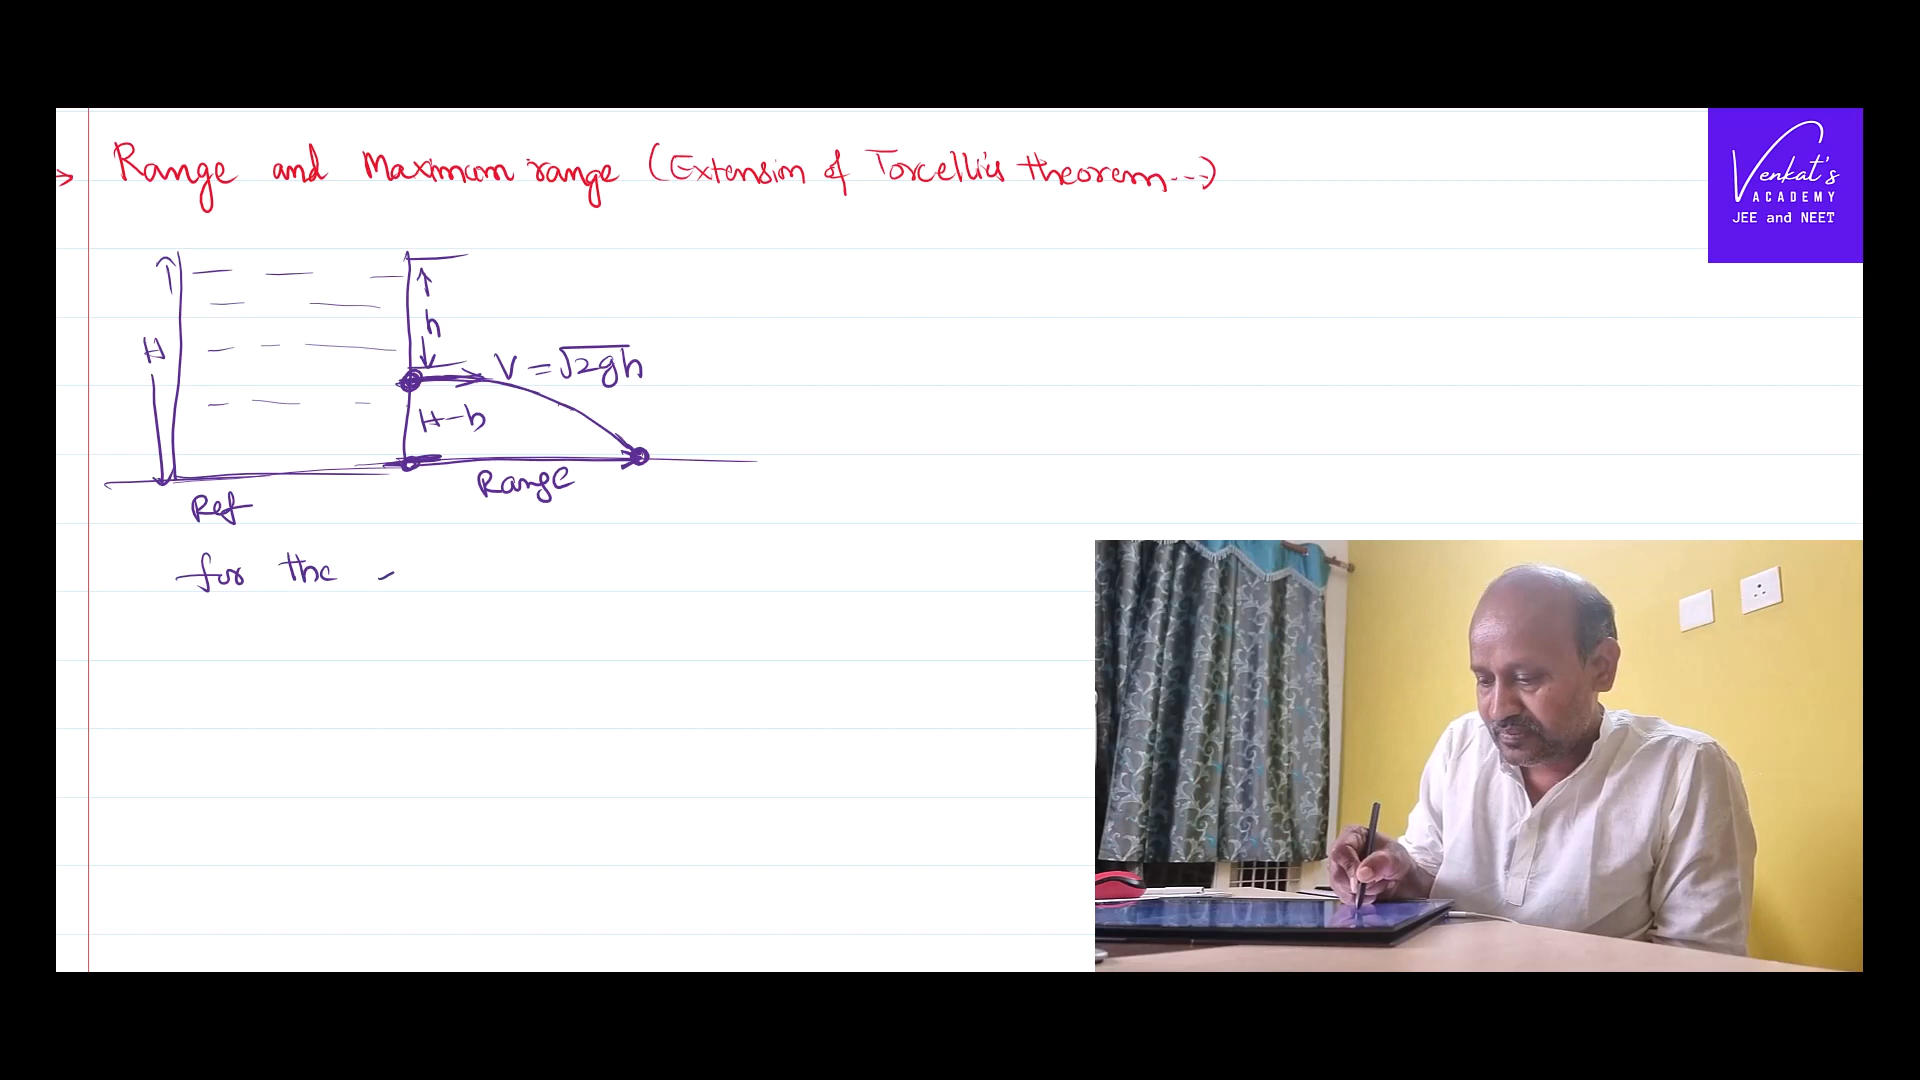 Range and Maximum range (Extension of Torcelli's theorem...)
Venkat's
ACADEMY
JEE and NEET
H
h
V = √2gh
H-h
Range
Ref
for the